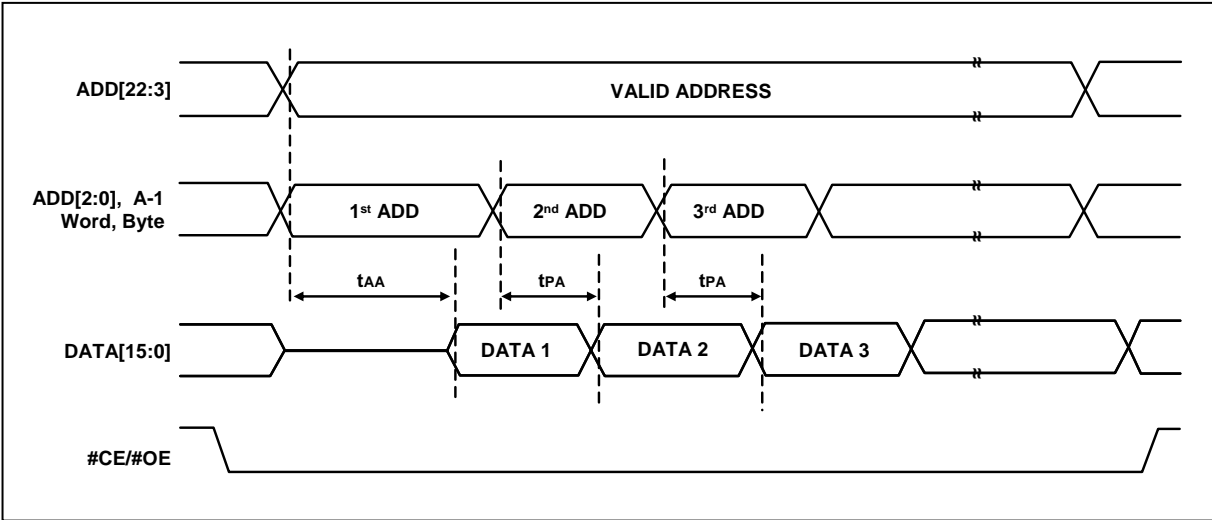 ADD[22:3]
VALID ADDRESS
ADD[2:0], A-1
Word, Byte
1st ADD
2nd ADD
3rd ADD
tAA
tPA
tPA
DATA[15:0]
DATA 1
DATA 2
DATA 3
#CE/#OE